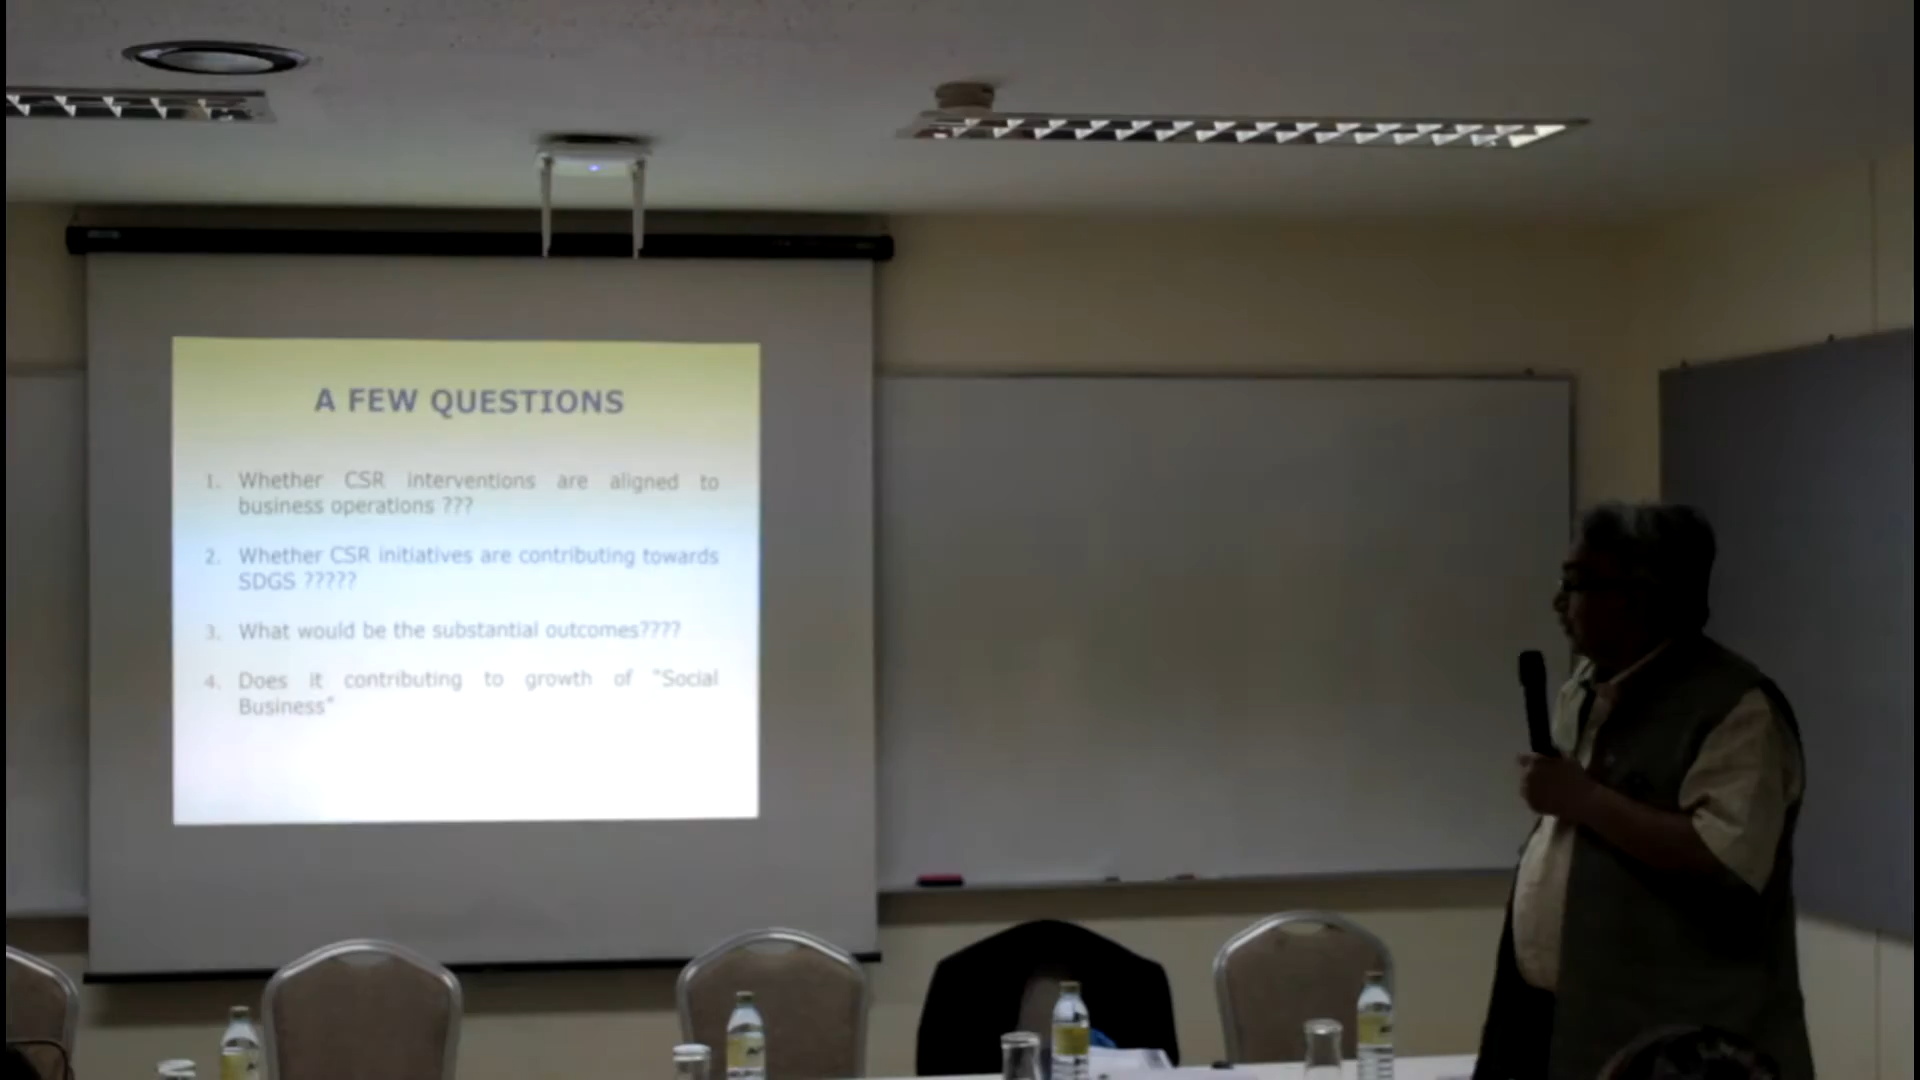 A FEW QUESTIONS
1. Whether CSR interventions are aligned to
business operations ???
2. Whether CSR initiatives are contributing towards
SDGS ?????
3. What would be the substantial outcomes????
4. Does it contributing to growth of "Social
Business"